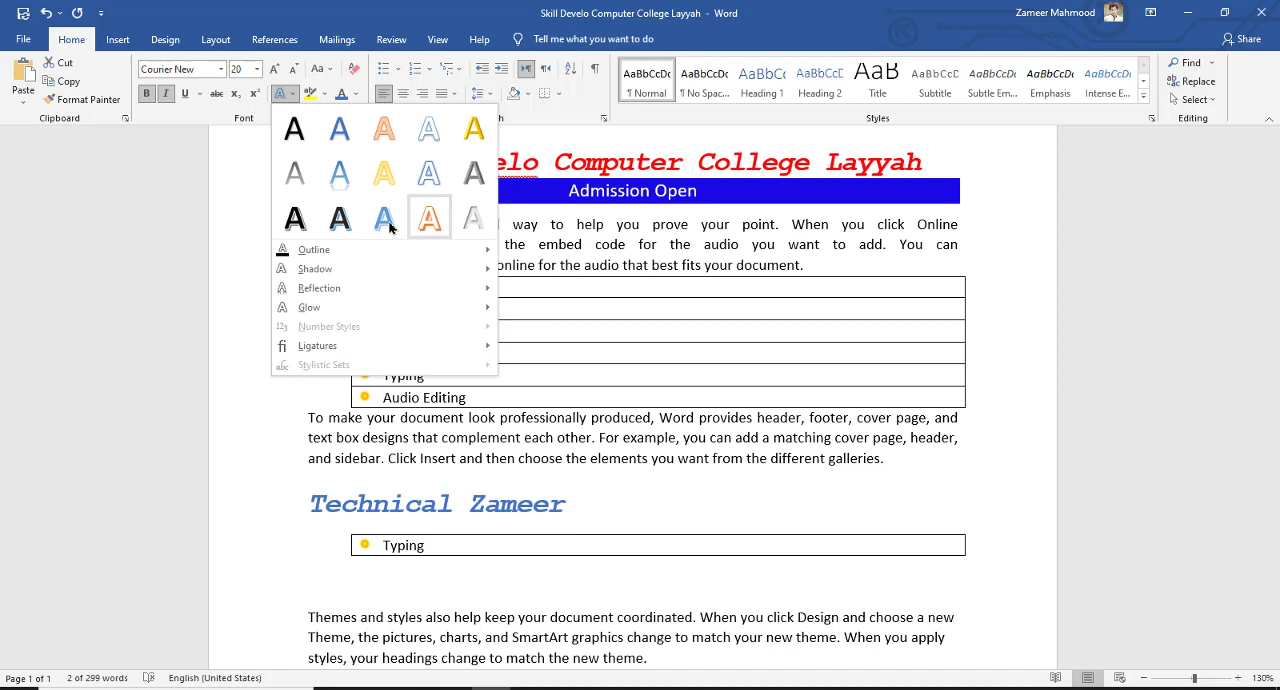 Skill Develo Computer College Layyah - Word
Zameer Mahmood
File Home Insert Design Layout References Mailings Review View Help Tell me what you want to do Share
Paste
Cut
Copy
Format Painter
Clipboard
Courier New 20
Font
AaBbCcDc AaBbCcDc AaBbC AaBbCcC AaB AaBbCcC AaBbCcDc AaBbCcDc AaBbCcDc
¶ Normal ¶ No Spac... Heading 1 Heading 2 Title Subtitle Subtle Em... Emphasis Intense E...
Styles
Find
Replace
Select
Editing
Outline
Shadow
Reflection
Glow
Number Styles
Ligatures
Stylistic Sets
elo Computer College Layyah
Admission Open
way to help you prove your point. When you click Online
the embed code for the audio you want to add. You can
online for the audio that best fits your document.
Typing
Audio Editing
To make your document look professionally produced, Word provides header, footer, cover page, and
text box designs that complement each other. For example, you can add a matching cover page, header,
and sidebar. Click Insert and then choose the elements you want from the different galleries.
Technical Zameer
Typing
Themes and styles also help keep your document coordinated. When you click Design and choose a new
Theme, the pictures, charts, and SmartArt graphics change to match your new theme. When you apply
styles, your headings change to match the new theme.
Page 1 of 1 2 of 299 words English (United States) 130%